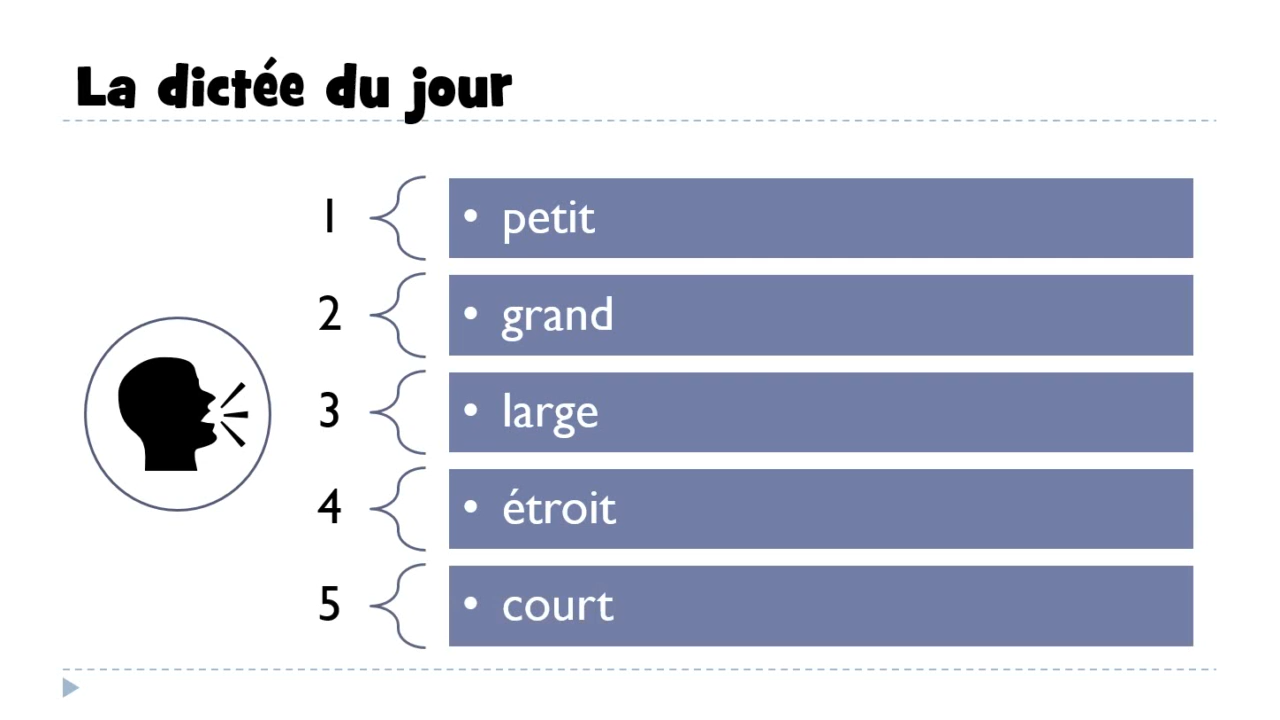 La dictée du jour
1 • petit
2 • grand
3 • large
4 • étroit
5 • court